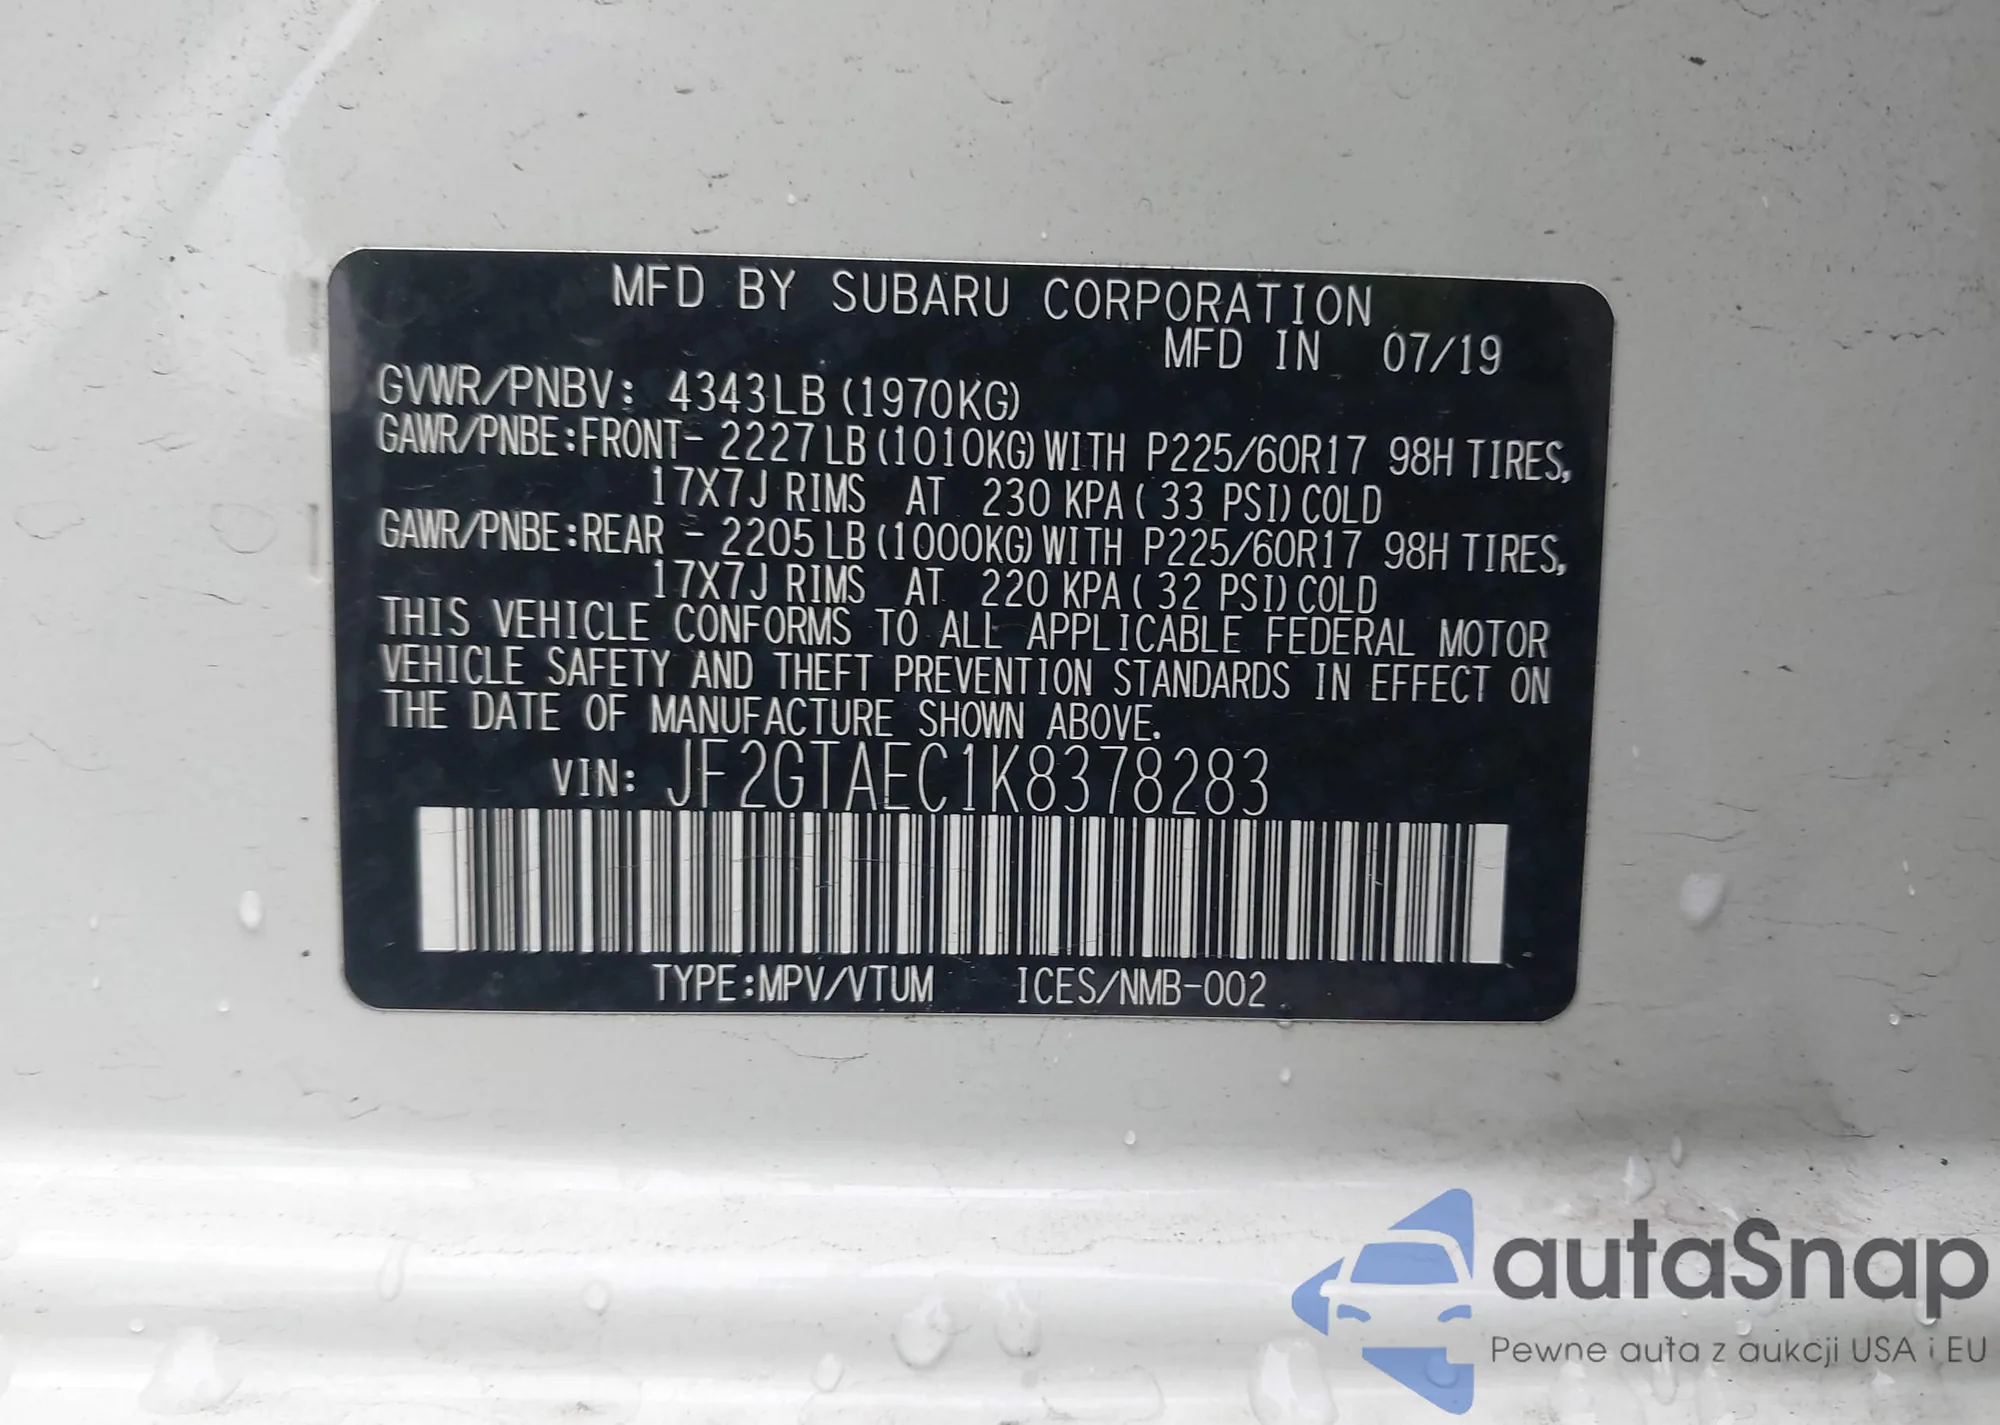 MFD BY SUBARU CORPORATION
MFD IN 07/19
GVWR/PNBV: 4343LB (1970KG)
GAWR/PNBE:FRONT- 2227 LB (1010KG) WITH P225/60R17 98H TIRES,
17X7J RIMS AT 230 KPA ( 33 PSI) COLD
GAWR/PNBE:REAR - 2205 LB (1000KG) WITH P225/60R17 98H TIRES,
17X7J RIMS AT 220 KPA ( 32 PSI) COLD
THIS VEHICLE CONFORMS TO ALL APPLICABLE FEDERAL MOTOR
VEHICLE SAFETY AND THEFT PREVENTION STANDARDS IN EFFECT ON
THE DATE OF MANUFACTURE SHOWN ABOVE.
VIN: JF2GTAEC1K8378283
TYPE:MPV/VTUM ICES/NMB-002
autaSnap
Pewne auta z aukcji USA i EU